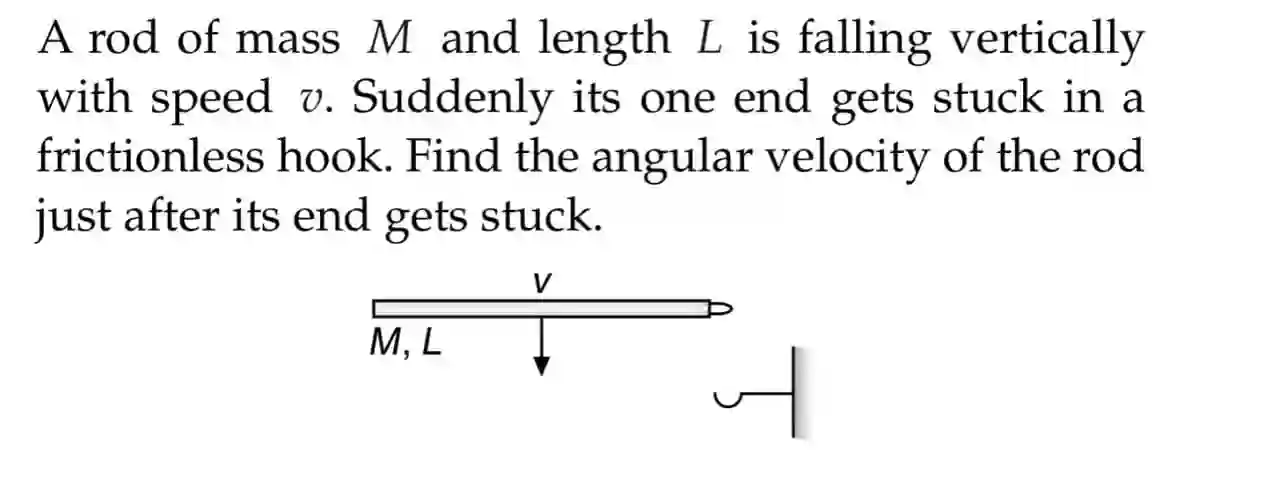 A rod of mass M and length L is falling vertically
with speed v. Suddenly its one end gets stuck in a
frictionless hook. Find the angular velocity of the rod
just after its end gets stuck.
v
M, L